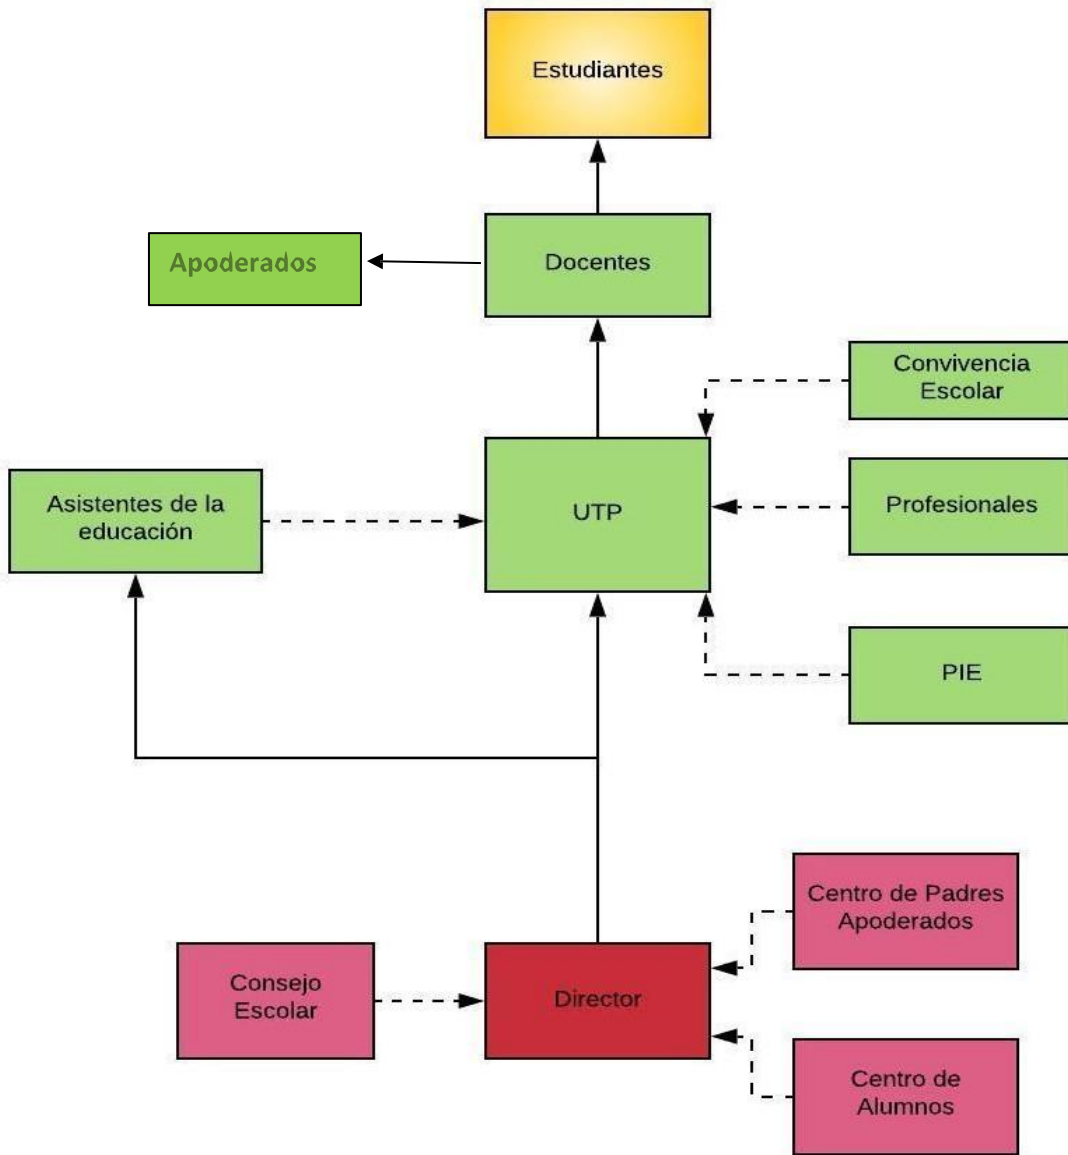 Estudiantes
Apoderados
Docentes
Convivencia
Escolar
Asistentes de la
educación
UTP
Profesionales
PIE
Centro de Padres
Apoderados
Consejo
Escolar
Director
Centro de
Alumnos